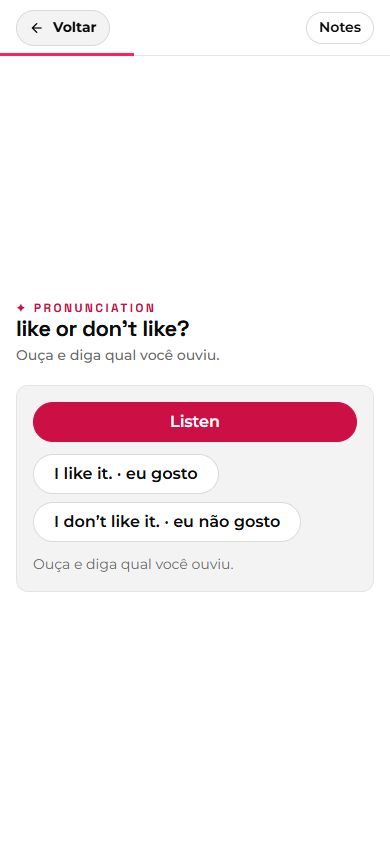 ← Voltar
Notes
✦ PRONUNCIATION
like or don’t like?
Ouça e diga qual você ouviu.
Listen
I like it. · eu gosto
I don’t like it. · eu não gosto
Ouça e diga qual você ouviu.